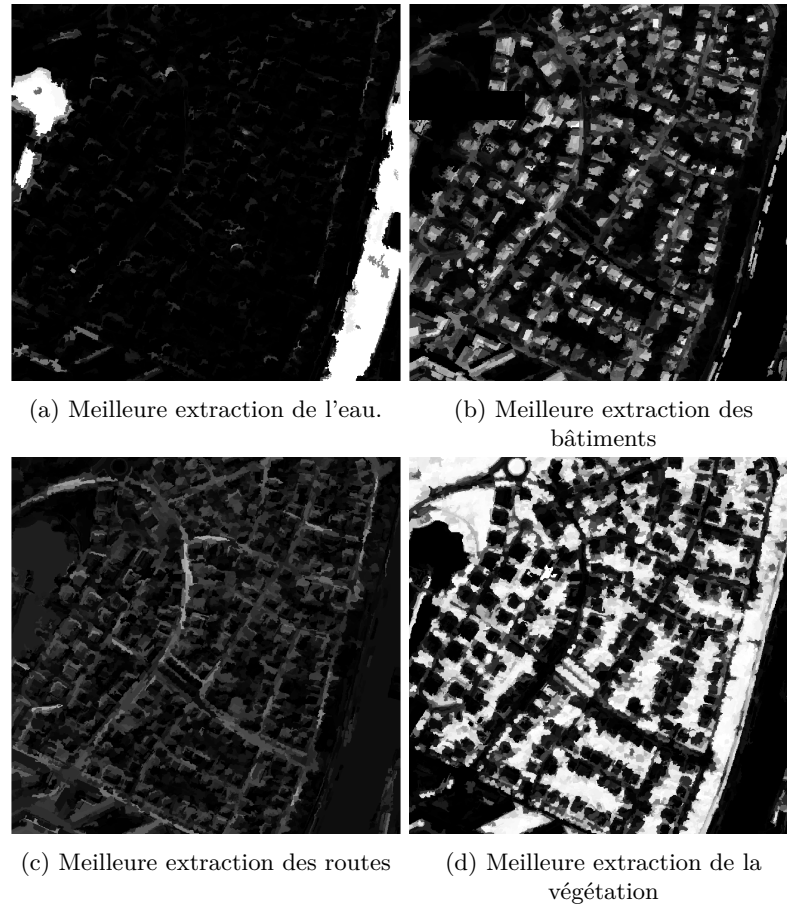 (a) Meilleure extraction de l'eau.
(b) Meilleure extraction des
bâtiments
(c) Meilleure extraction des routes
(d) Meilleure extraction de la
végétation